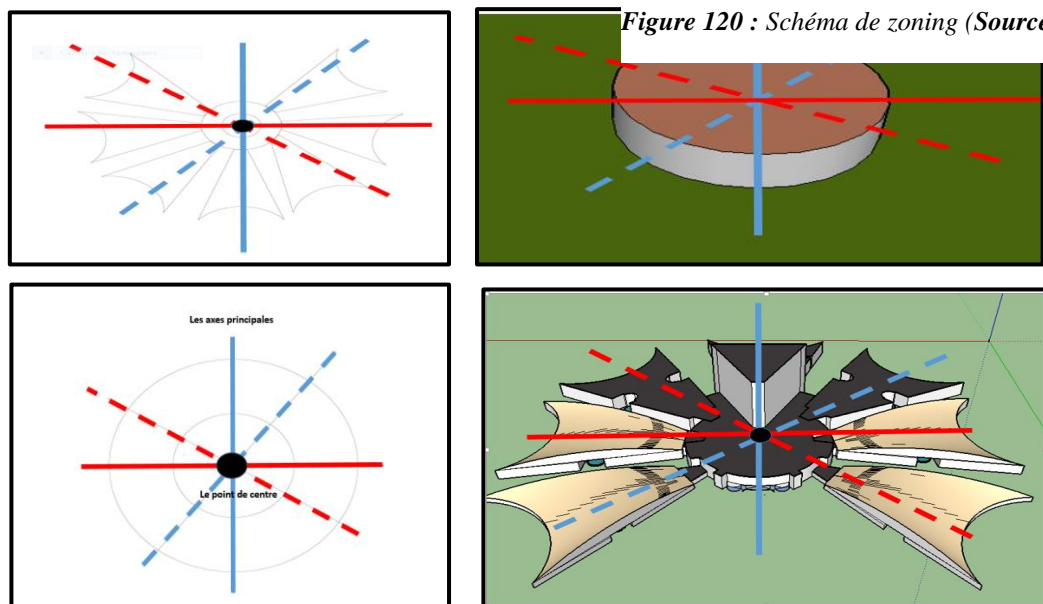 Figure 120 : Schéma de zoning (Source
Les axes principales
Le point de centre